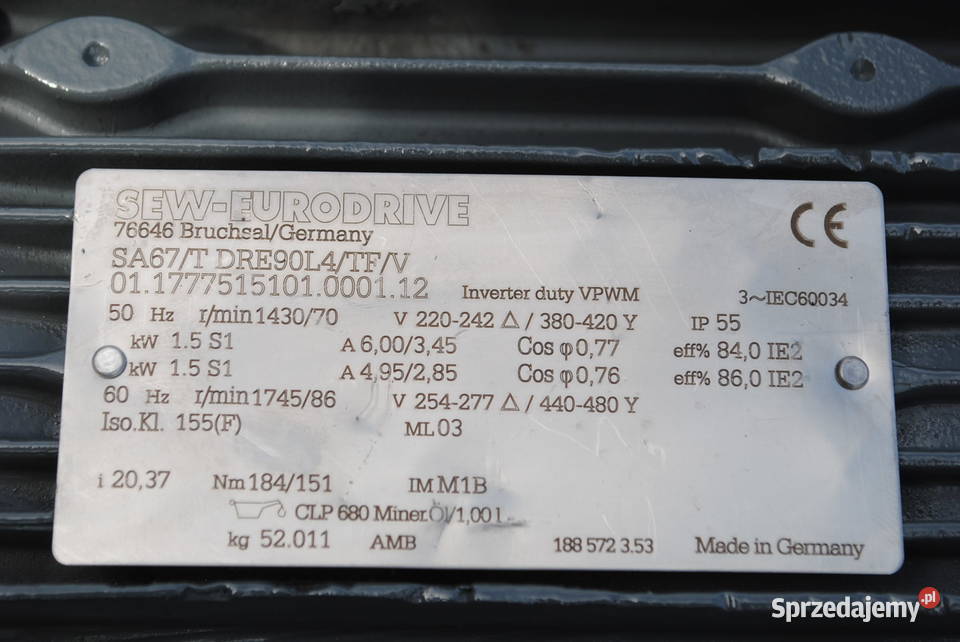 SEW-EURODRIVE
76646 Bruchsal/Germany
SA67/T DRE90L4/TF/V
01.1777515101.0001.12 Inverter duty VPWM 3~IEC60034
50 Hz r/min 1430/70 V 220-242 △ / 380-420 Y IP 55
kW 1.5 S1 A 6,00/3,45 Cos φ 0,77 eff% 84,0 IE2
kW 1.5 S1 A 4,95/2,85 Cos φ 0,76 eff% 86,0 IE2
60 Hz r/min 1745/86 V 254-277 △ / 440-480 Y
Iso.Kl. 155(F) ML 03
i 20,37 Nm 184/151 IM M1B
CLP 680 Miner.Öl/1,00 l
kg 52.011 AMB 188 572 3.53 Made in Germany
CE
Sprzedajemy.pl